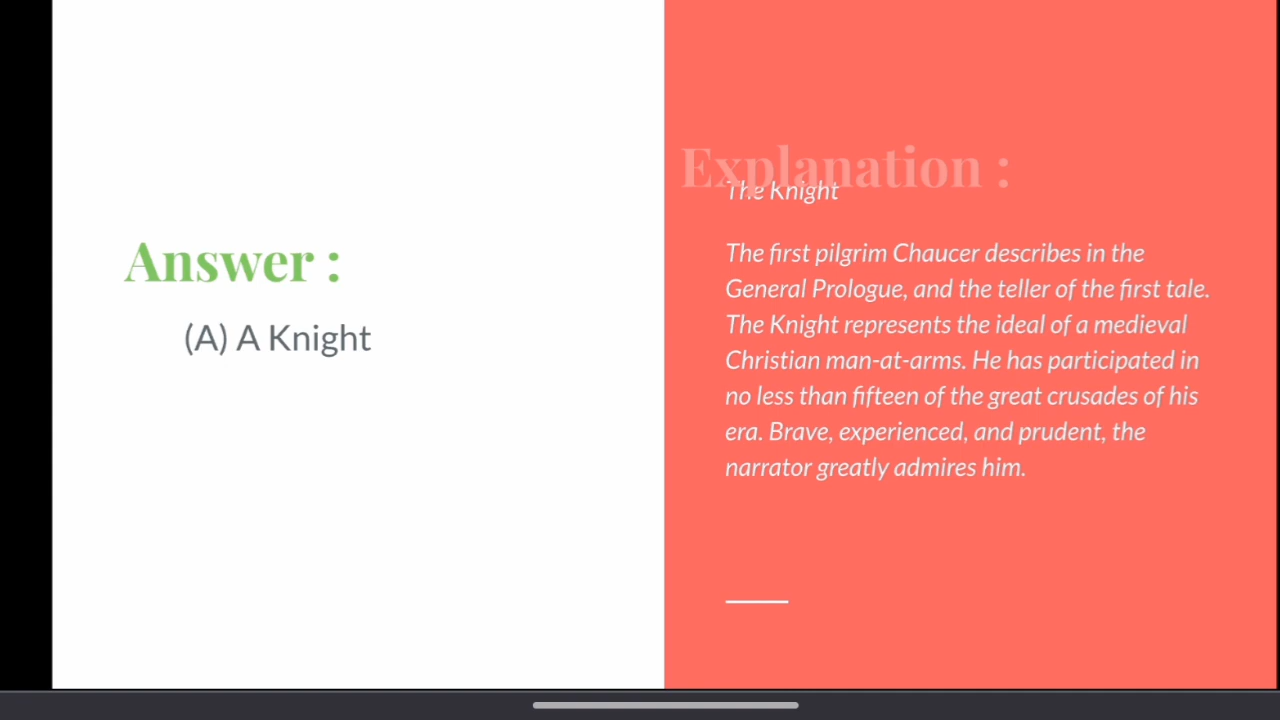 Answer :
(A) A Knight
Explanation :
The Knight
The first pilgrim Chaucer describes in the
General Prologue, and the teller of the first tale.
The Knight represents the ideal of a medieval
Christian man-at-arms. He has participated in
no less than fifteen of the great crusades of his
era. Brave, experienced, and prudent, the
narrator greatly admires him.